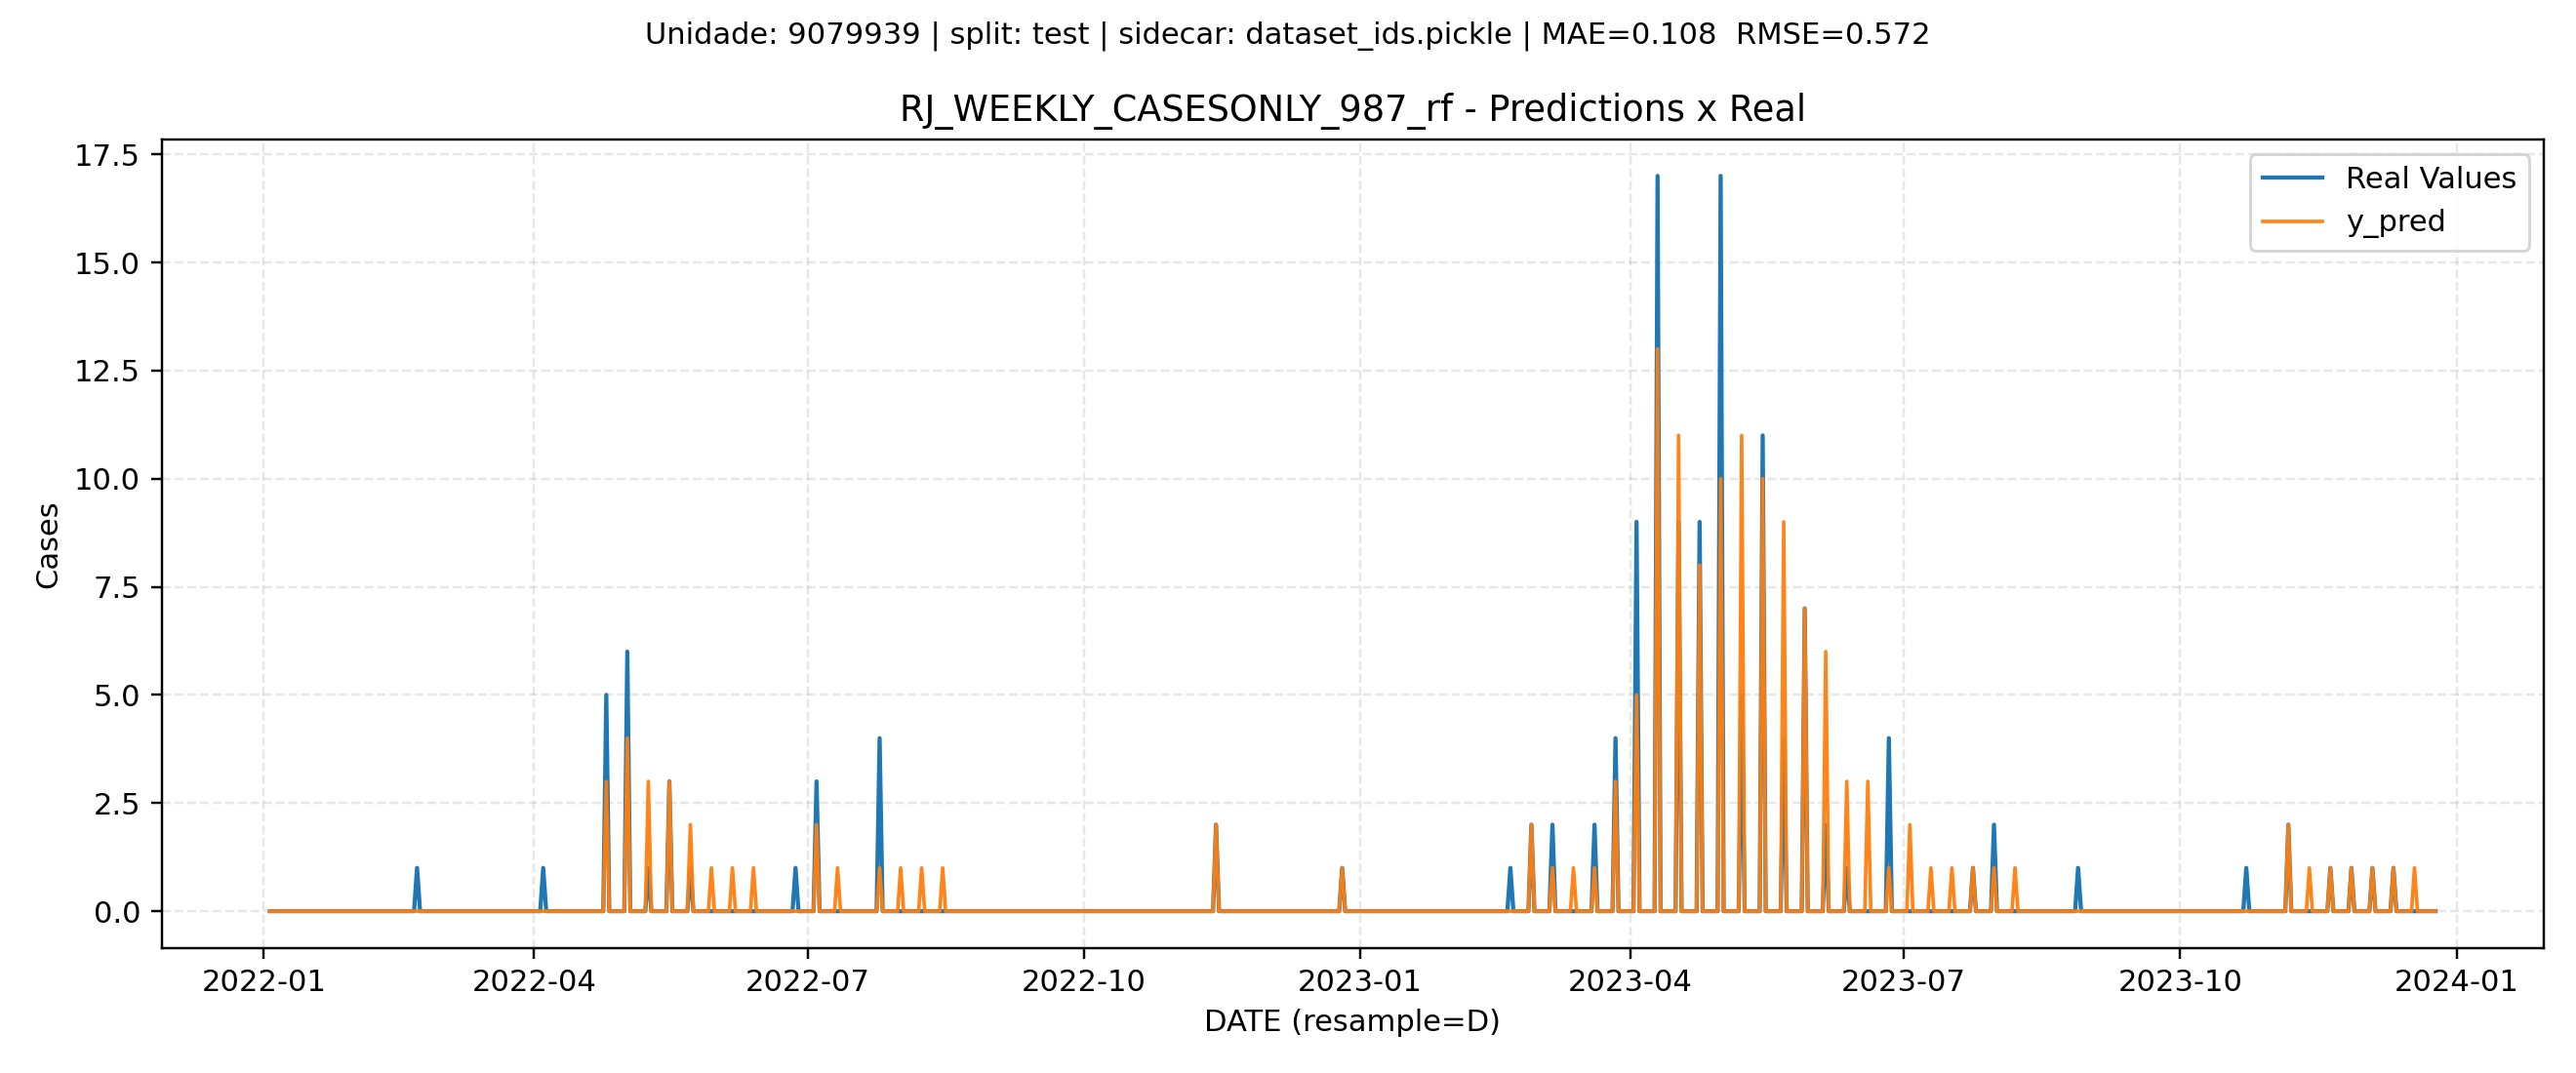 Unidade: 9079939 | split: test | sidecar: dataset_ids.pickle | MAE=0.108  RMSE=0.572
RJ_WEEKLY_CASESONLY_987_rf - Predictions x Real
17.5
15.0
12.5
10.0
7.5
5.0
2.5
0.0
Cases
Real Values
y_pred
2022-01 2022-04 2022-07 2022-10 2023-01 2023-04 2023-07 2023-10 2024-01
DATE (resample=D)